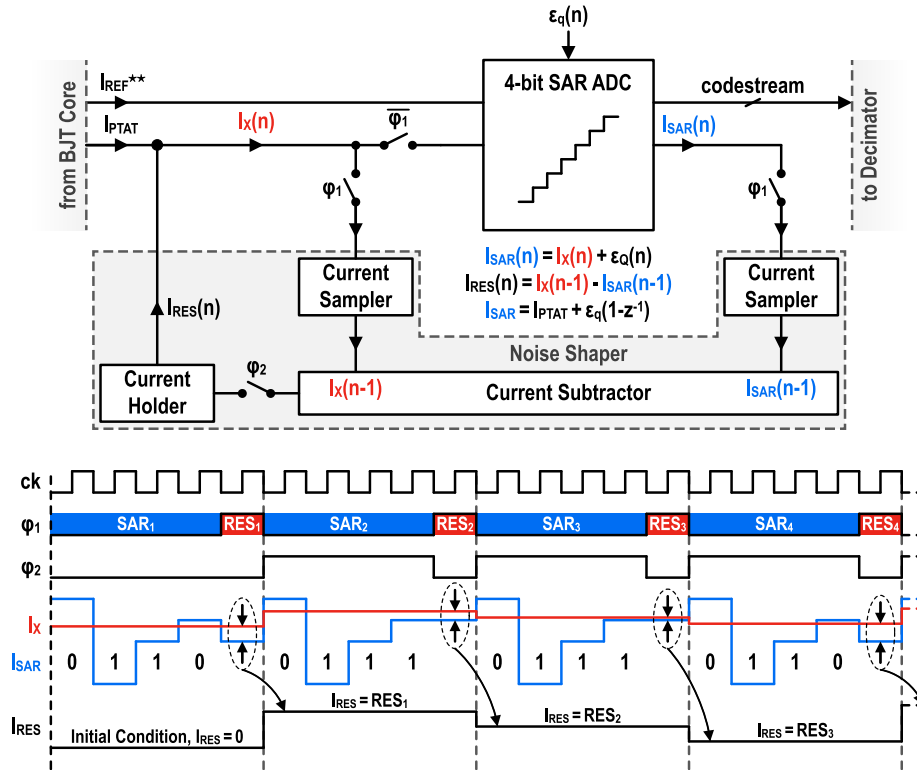 εq(n)
from BJT Core
IREF**
IPTAT
IX(n)
φ1
4-bit SAR ADC
codestream
ISAR(n)
to Decimator
φ1
φ1
ISAR(n) = IX(n) + εQ(n)
IRES(n) = IX(n-1) - ISAR(n-1)
ISAR = IPTAT + εq(1-z-1)
Current Sampler
Current Sampler
IRES(n)
Noise Shaper
Current Holder
φ2
IX(n-1)
Current Subtractor
ISAR(n-1)
ck
φ1
SAR1 RES1 SAR2 RES2 SAR3 RES3 SAR4 RES4
φ2
IX
ISAR
0 1 1 0 0 1 1 1 0 1 1 1 0 1 1 0
IRES
Initial Condition, IRES = 0
IRES = RES1
IRES = RES2
IRES = RES3